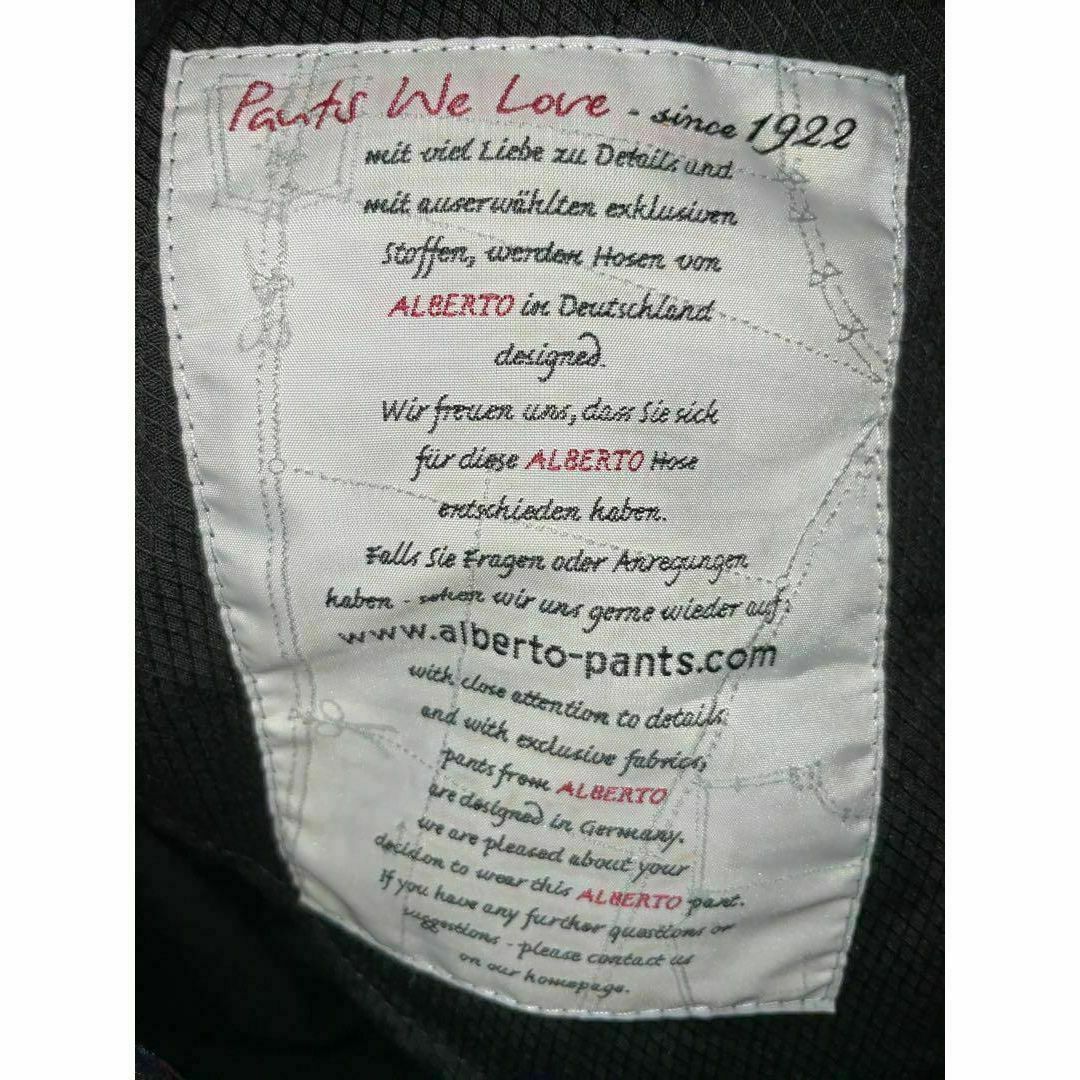 Pants We Love - since 1922
mit viel Liebe zu Details und
mit auserwählten exklusiven
Stoffen, werden Hosen von
ALBERTO in Deutschland
designed.
Wir freuen uns, dass Sie sich
für diese ALBERTO Hose
entschieden haben.
Falls Sie Fragen oder Anregungen
haben - sehen wir uns gerne wieder auf:
www.alberto-pants.com
with close attention to details
and with exclusive fabrics,
pants from ALBERTO
are designed in Germany.
we are pleased about your
decision to wear this ALBERTO pant.
If you have any further questions or
suggestions - please contact us
on our homepage.